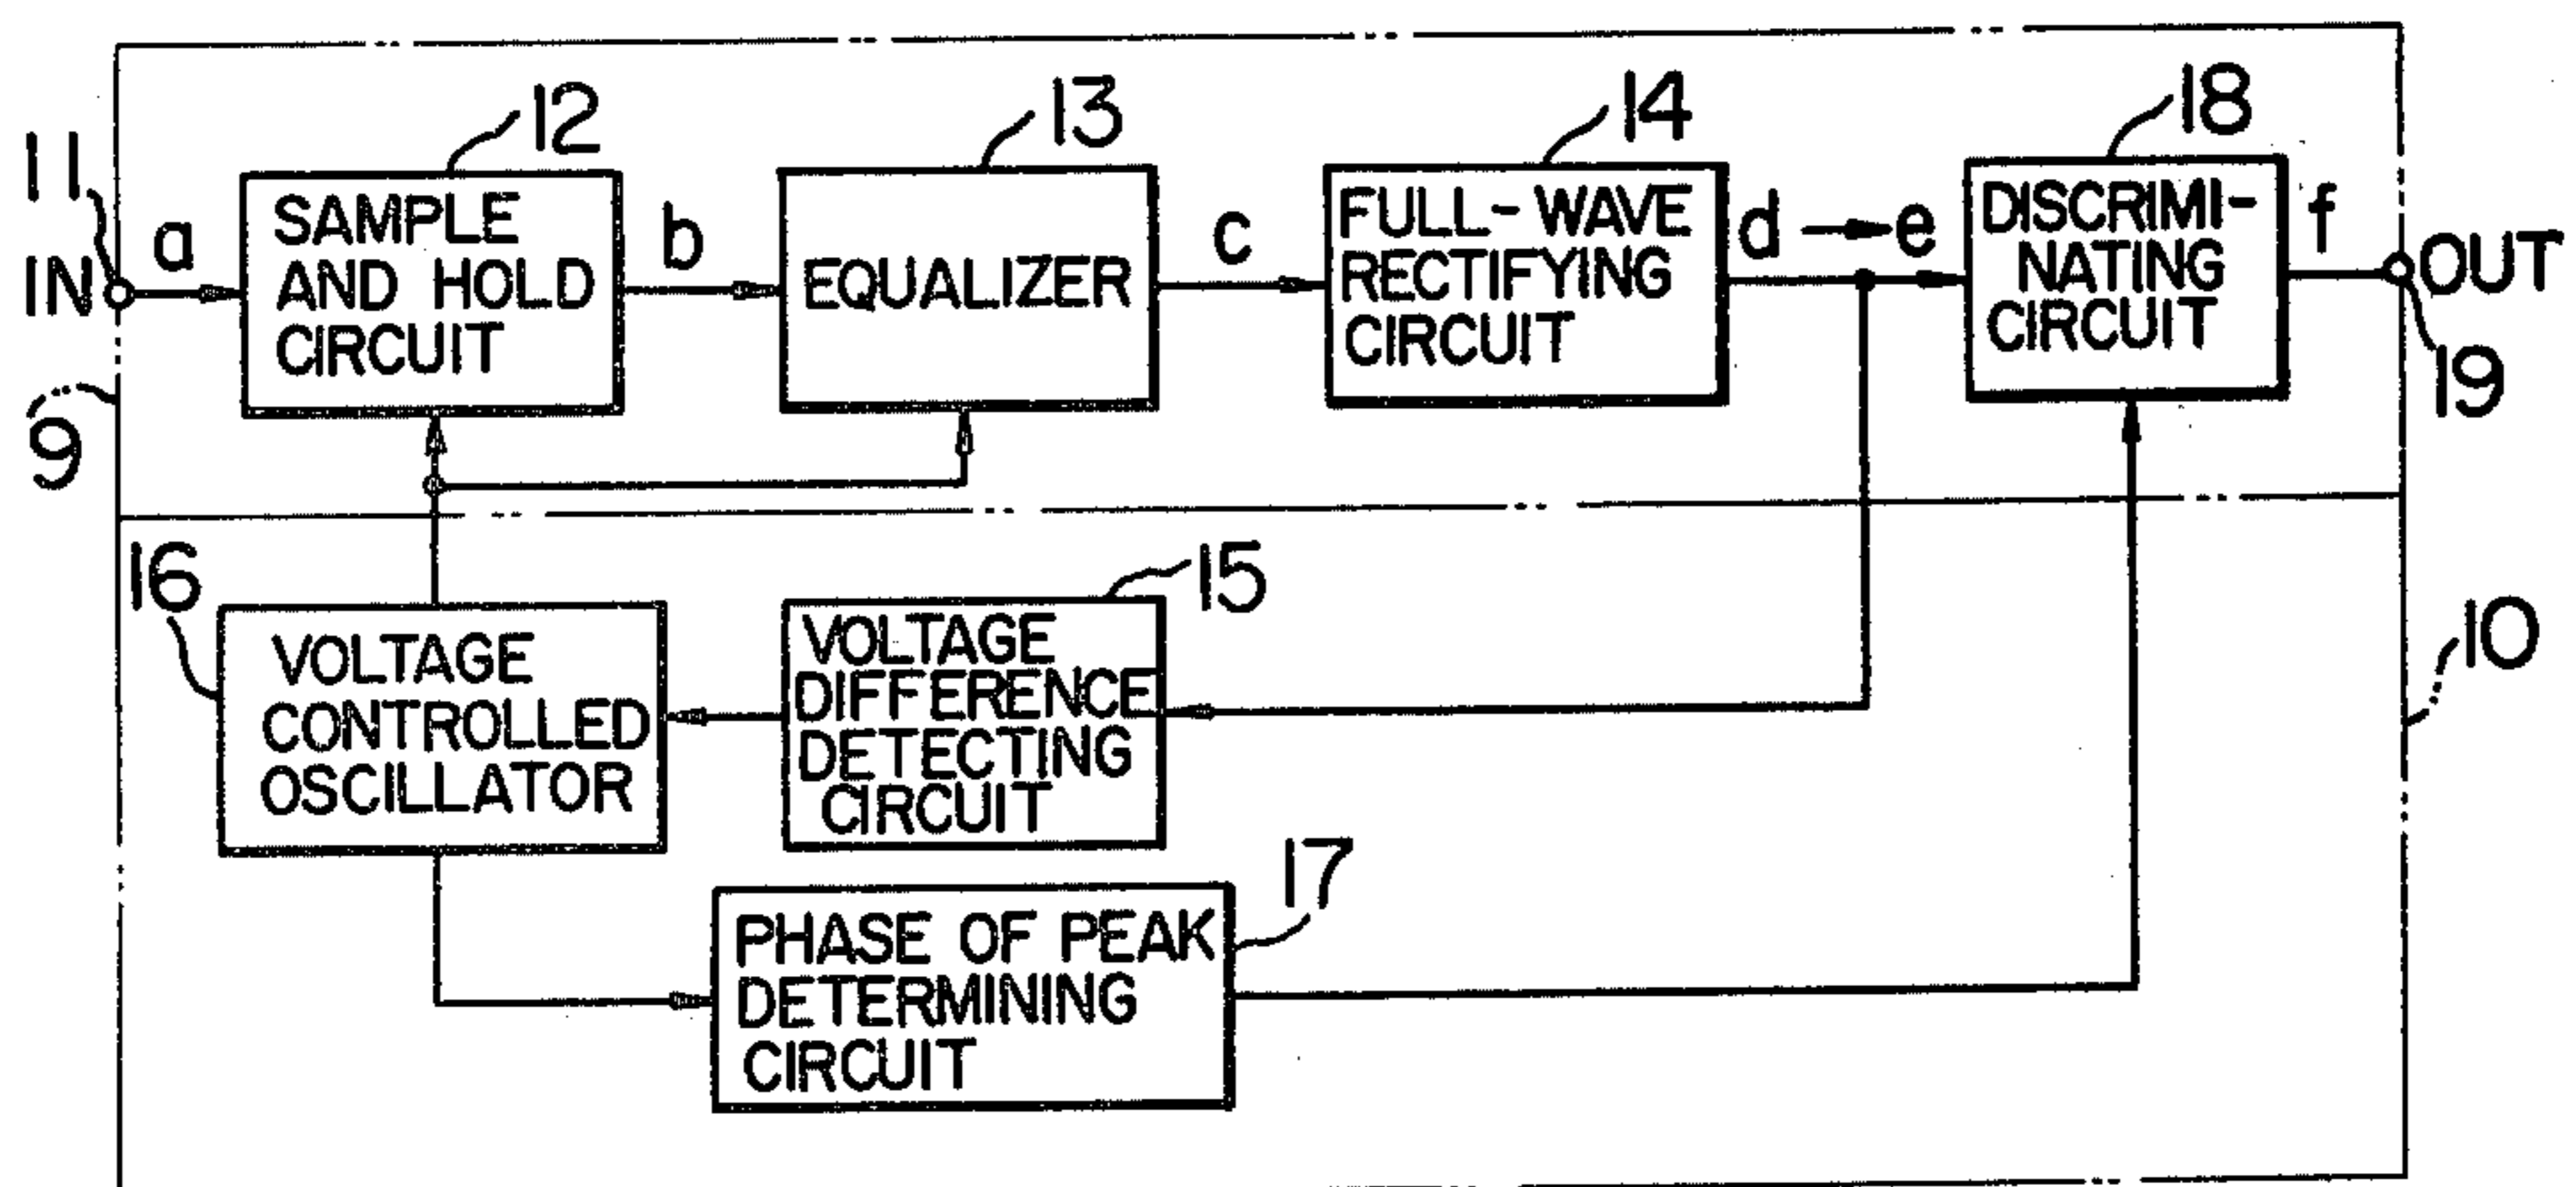 12
13
14
18
11
IN
a
SAMPLE
AND HOLD
CIRCUIT
b
EQUALIZER
c
FULL-WAVE
RECTIFYING
CIRCUIT
d → e
DISCRIMI-
NATING
CIRCUIT
f
OUT
19
9
16
VOLTAGE
CONTROLLED
OSCILLATOR
15
VOLTAGE
DIFFERENCE
DETECTING
CIRCUIT
10
17
PHASE OF PEAK
DETERMINING
CIRCUIT